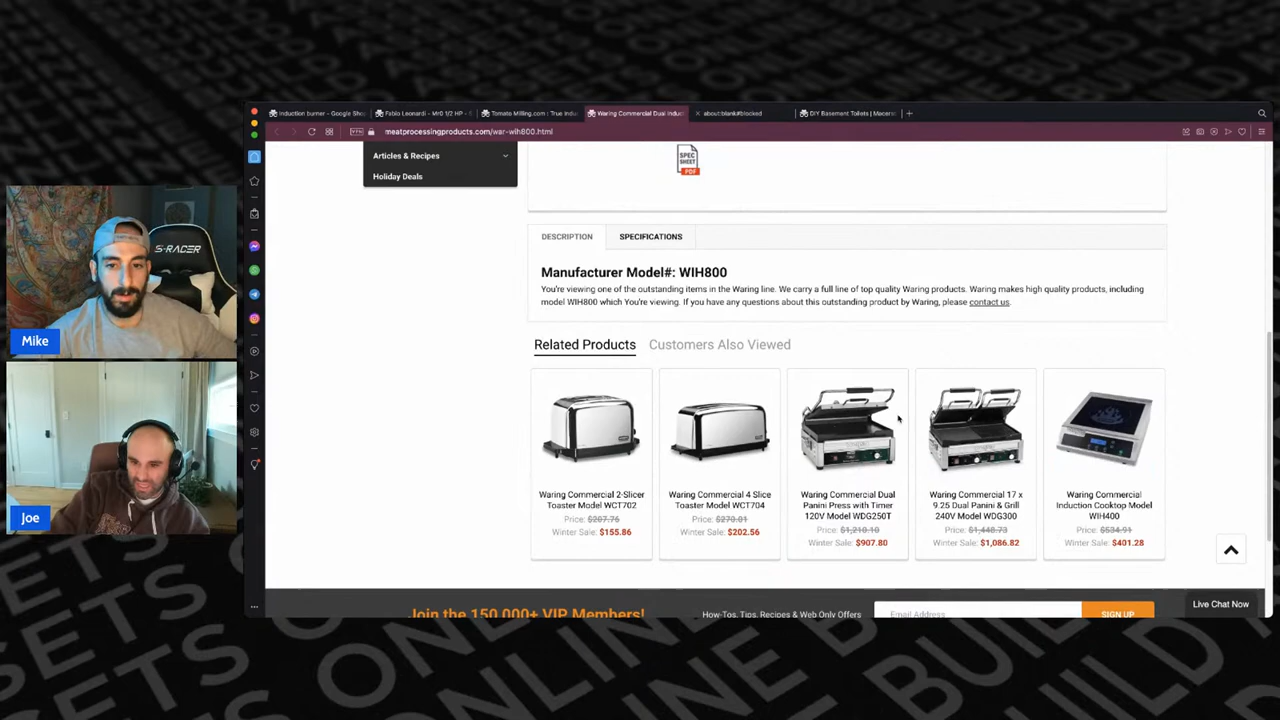 Induction burner - Google Sho
Fabio Leonardi - MR0 1/2 HP -
Tomato Milling.com : True Indu
Waring Commercial Dual Induct
about:blank#blocked
DIY Basement Toilets | Macera
VPN
meatprocessingproducts.com/war-wih800.html
Articles & Recipes
Holiday Deals
SPEC
SHEET
PDF
DESCRIPTION
SPECIFICATIONS
Manufacturer Model#: WIH800
You're viewing one of the outstanding items in the Waring line. We carry a full line of top quality Waring products. Waring makes high quality products, including
model WIH800 which You're viewing. If you have any questions about this outstanding product by Waring, please contact us.
Related Products
Customers Also Viewed
Waring Commercial 2-Slicer
Toaster Model WCT702
Price: $207.76
Winter Sale: $155.86
Waring Commercial 4 Slice
Toaster Model WCT704
Price: $270.01
Winter Sale: $202.56
Waring Commercial Dual
Panini Press with Timer
120V Model WDG250T
Price: $1,210.10
Winter Sale: $907.80
Waring Commercial 17 x
9.25 Dual Panini & Grill
240V Model WDG300
Price: $1,448.73
Winter Sale: $1,086.82
Waring Commercial
Induction Cooktop Model
WIH400
Price: $534.91
Winter Sale: $401.28
Join the 150,000+ VIP Members!
How-Tos, Tips, Recipes & Web Only Offers
Email Address
SIGN UP
Live Chat Now
S-RACER
Mike
Joe
SETS ONLINE BUILD